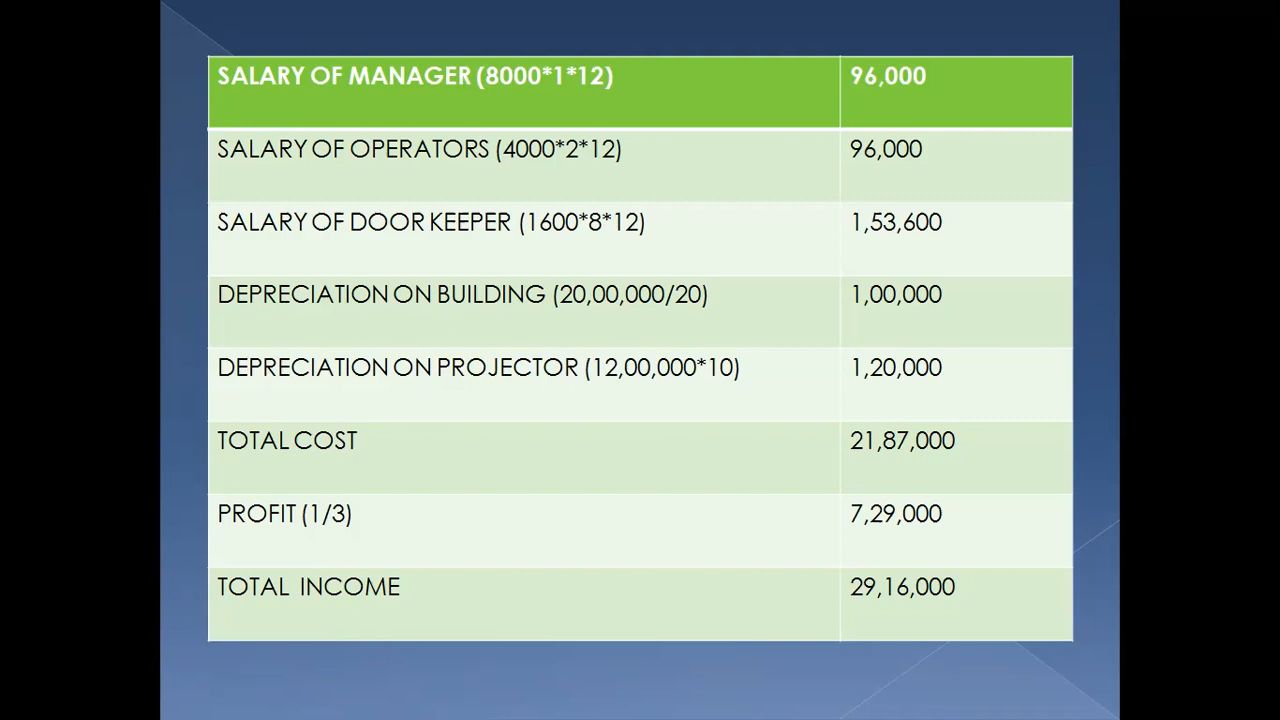 SALARY OF MANAGER (8000*1*12) 96,000
SALARY OF OPERATORS (4000*2*12) 96,000
SALARY OF DOOR KEEPER (1600*8*12) 1,53,600
DEPRECIATION ON BUILDING (20,00,000/20) 1,00,000
DEPRECIATION ON PROJECTOR (12,00,000*10) 1,20,000
TOTAL COST 21,87,000
PROFIT (1/3) 7,29,000
TOTAL INCOME 29,16,000